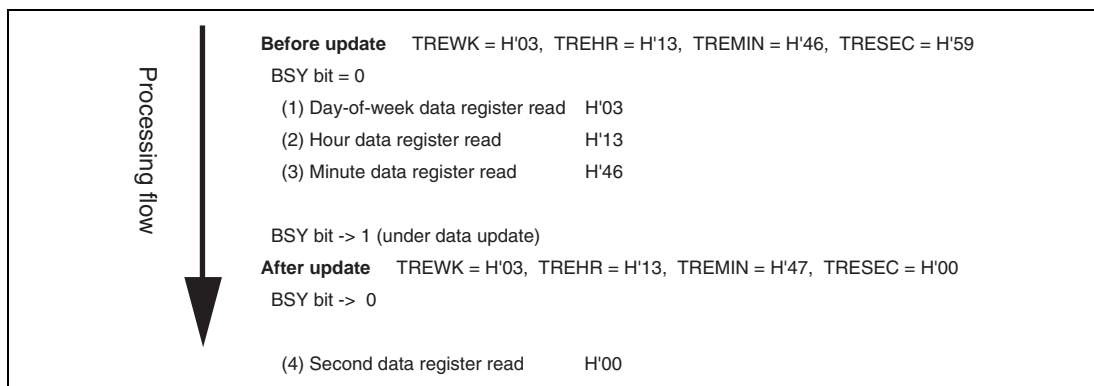 Processing flow
Before update TREWK = H'03, TREHR = H'13, TREMIN = H'46, TRESEC = H'59
BSY bit = 0
(1) Day-of-week data register read H'03
(2) Hour data register read H'13
(3) Minute data register read H'46
BSY bit -> 1 (under data update)
After update TREWK = H'03, TREHR = H'13, TREMIN = H'47, TRESEC = H'00
BSY bit -> 0
(4) Second data register read H'00